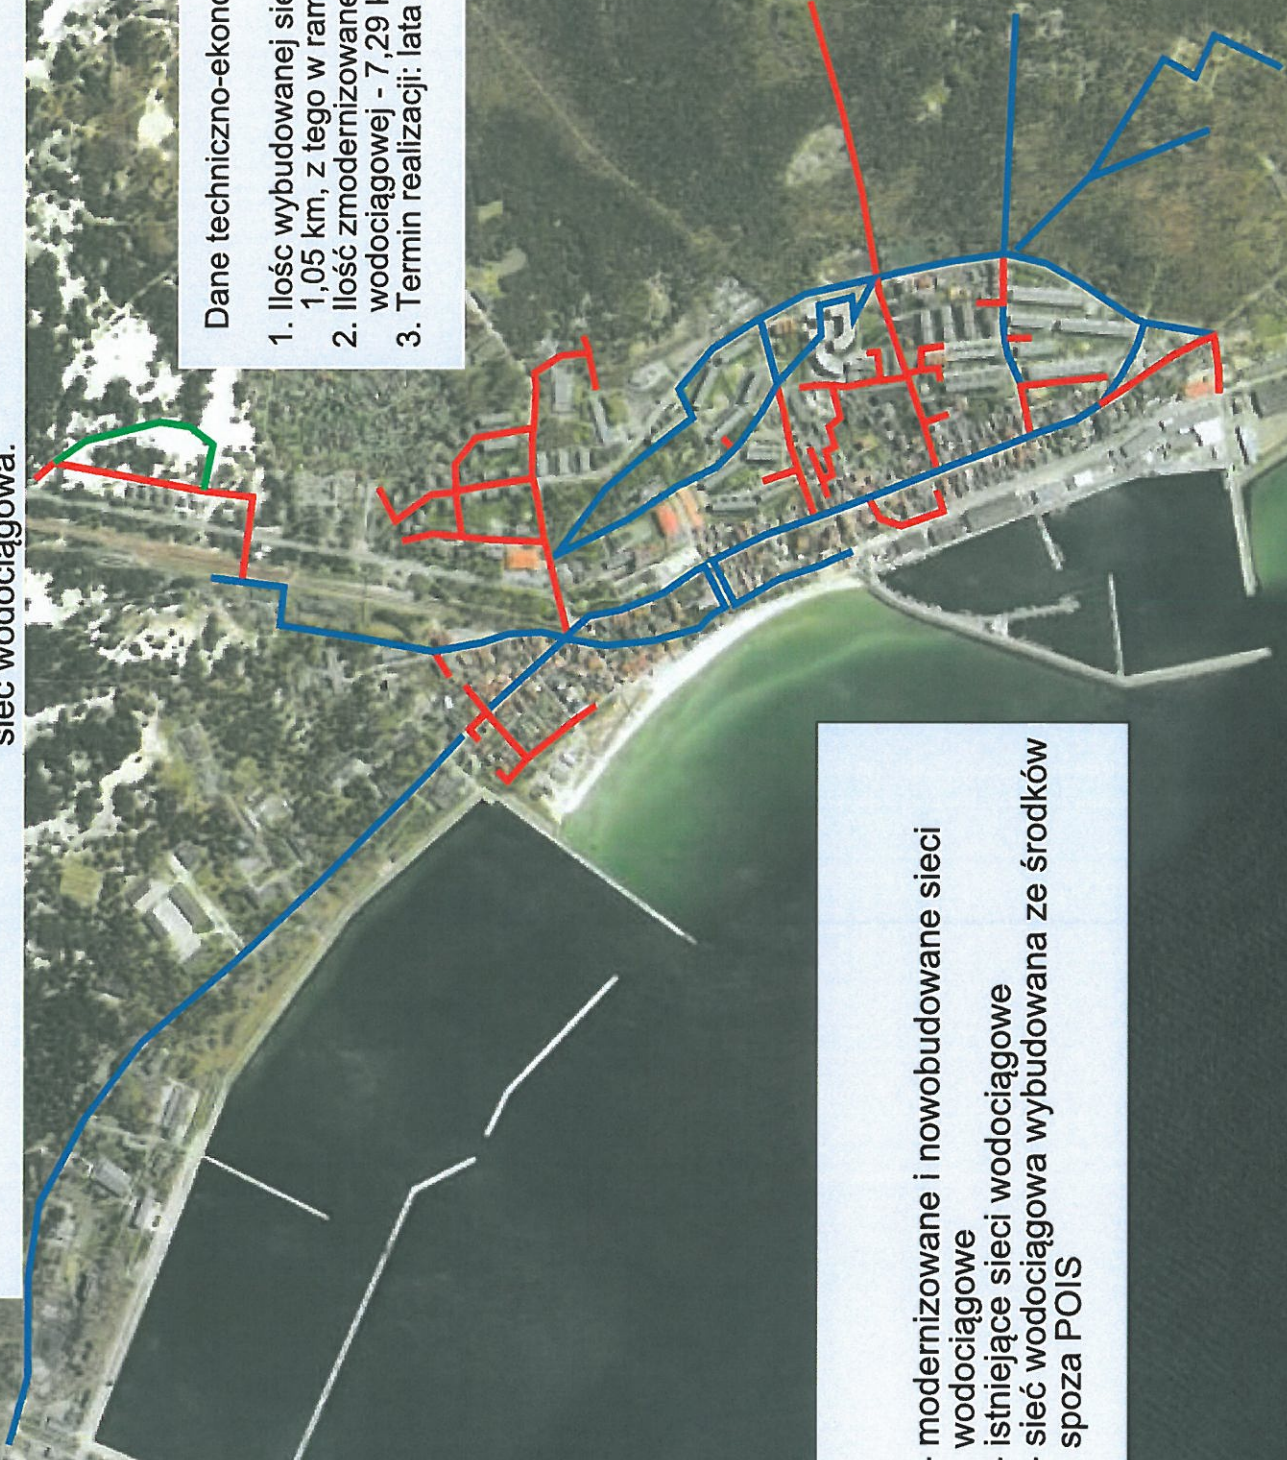 sieć wodociągowa.
Dane techniczno-ekono
1. Ilość wybudowanej sie
1,05 km, z tego w ram
2. Ilość zmodernizowane
wodociągowej - 7,29 k
3. Termin realizacji: lata
- modernizowane i nowobudowane sieci
wodociągowe
- istniejące sieci wodociągowe
- sieć wodociągowa wybudowana ze środków
spoza POIS